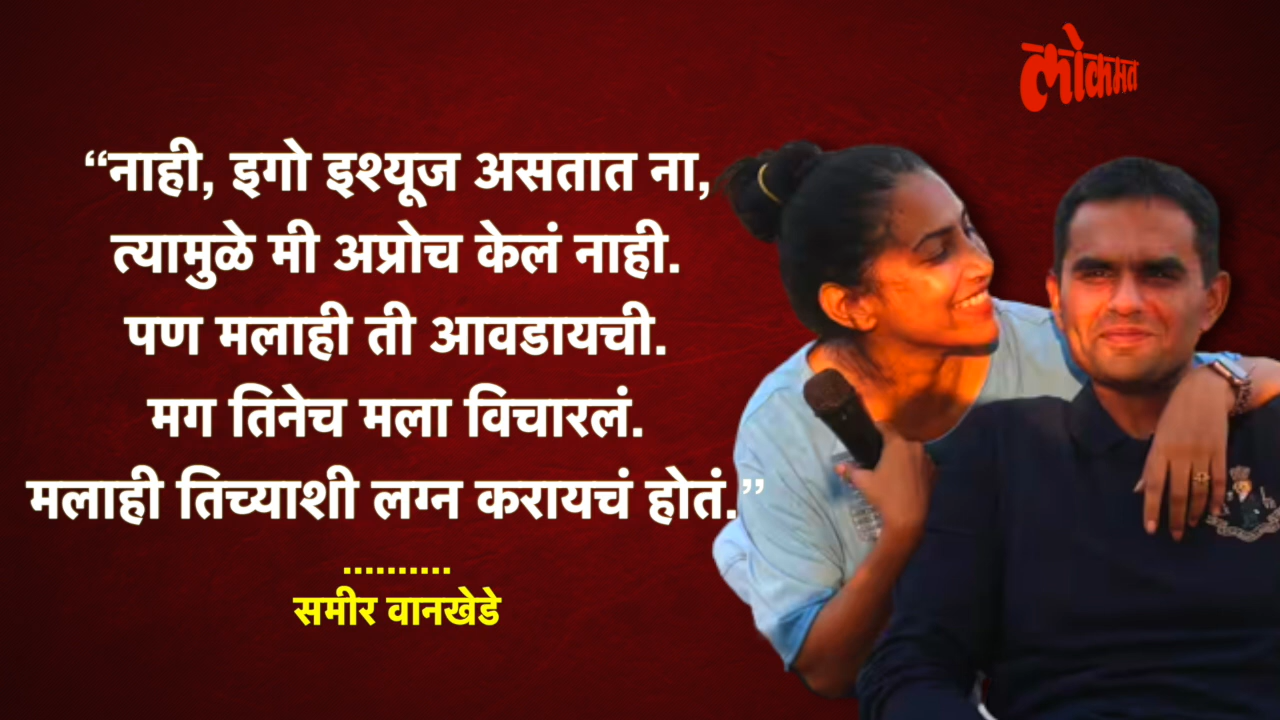 लोकमत
“नाही, इगो इश्यूज असतात ना,
त्यामुळे मी अप्रोच केलं नाही.
पण मलाही ती आवडायची.
मग तिनेच मला विचारलं.
मलाही तिच्याशी लग्न करायचं होतं.”
..........
समीर वानखेडे